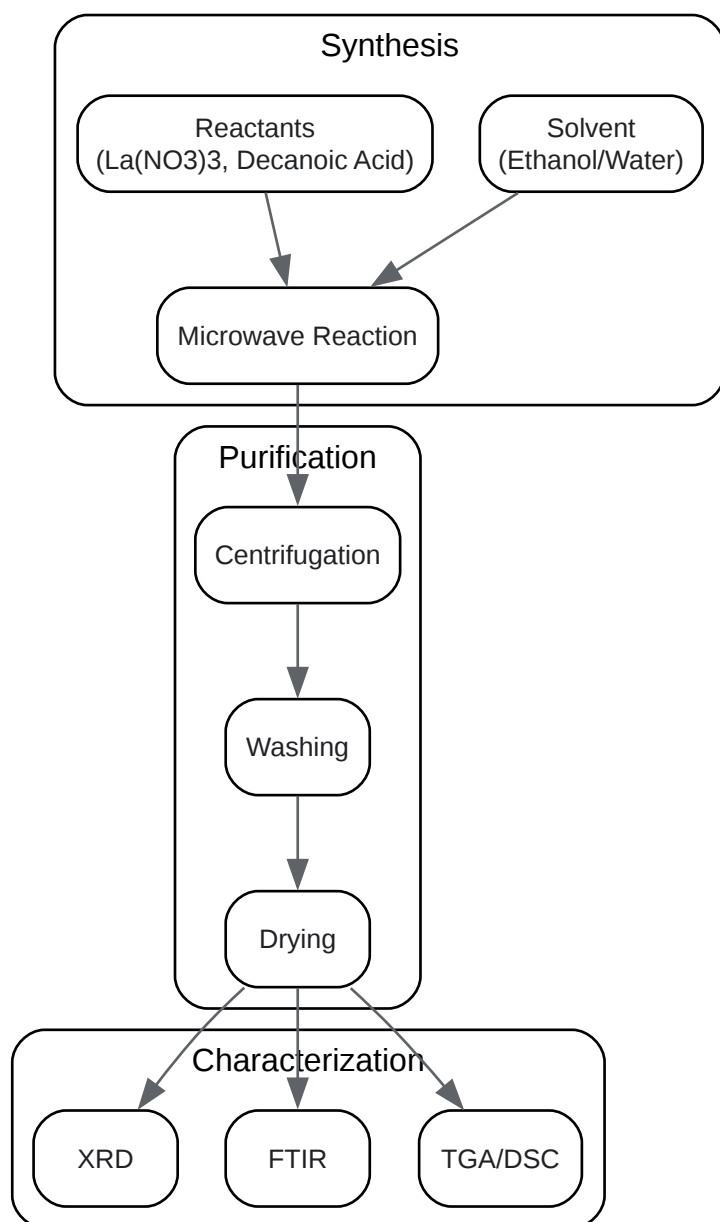 Synthesis
Reactants
(La(NO3)3, Decanoic Acid)
Solvent
(Ethanol/Water)
Microwave Reaction
Purification
Centrifugation
Washing
Drying
Characterization
XRD
FTIR
TGA/DSC